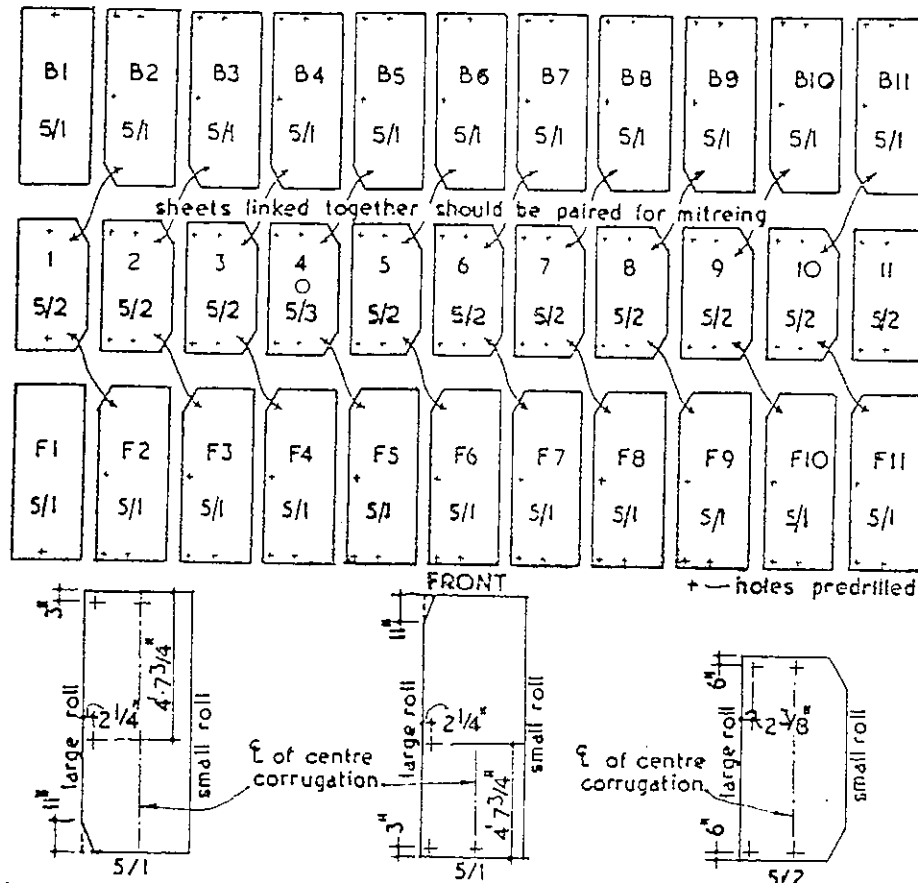 B1 B2 B3 B4 B5 B6 B7 B8 B9 B10 B11
5/1 5/1 5/1 5/1 5/1 5/1 5/1 5/1 5/1 5/1 5/1
sheets linked together should be paired for mitreing
1 2 3 4 5 6 7 8 9 10 11
5/2 5/2 5/2 5/3 5/2 5/2 5/2 5/2 5/2 5/2 5/2
F1 F2 F3 F4 F5 F6 F7 F8 F9 F10 F11
5/1 5/1 5/1 5/1 5/1 5/1 5/1 5/1 5/1 5/1 5/1
FRONT
+ — holes predrilled
3"
large roll
2 1/4"
4'7 3/4"
small roll
11"
5/1
11"
large roll
2 1/4"
small roll
3"
4'7 3/4"
5/1
℄ of centre
corrugation
6"
large roll
2 3/8"
small roll
6"
5/2
℄ of centre
corrugation